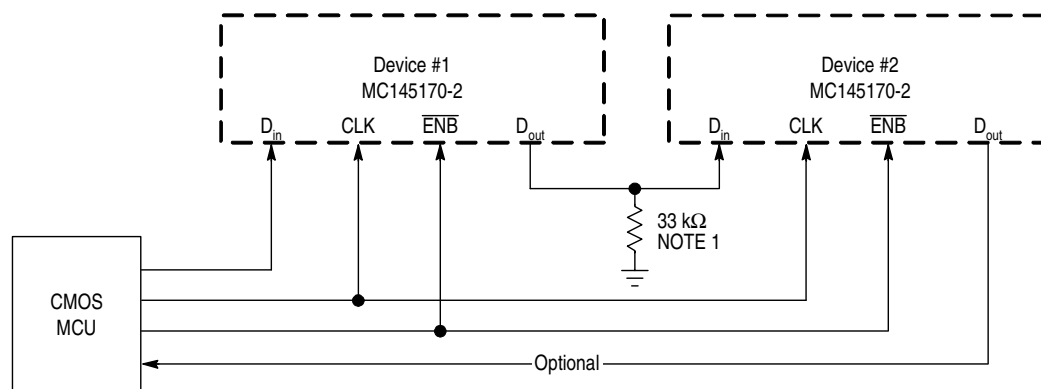 Device #1
MC145170-2
Din CLK ENB Dout
Device #2
MC145170-2
Din CLK ENB Dout
33 kΩ
NOTE 1
CMOS
MCU
Optional